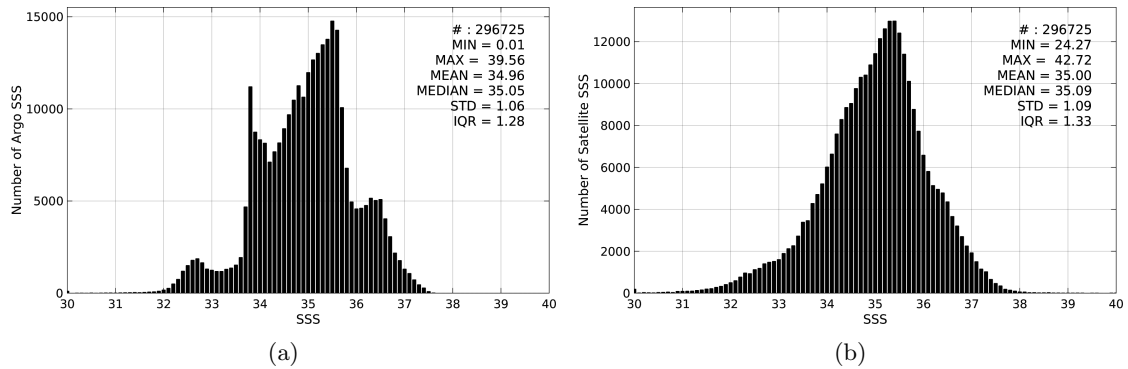 15000
10000
5000
0
Number of Argo SSS
# : 296725
MIN = 0.01
MAX = 39.56
MEAN = 34.96
MEDIAN = 35.05
STD = 1.06
IQR = 1.28
30 31 32 33 34 35 36 37 38 39 40
SSS
(a)
12000
10000
8000
6000
4000
2000
0
Number of Satellite SSS
# : 296725
MIN = 24.27
MAX = 42.72
MEAN = 35.00
MEDIAN = 35.09
STD = 1.09
IQR = 1.33
30 31 32 33 34 35 36 37 38 39 40
SSS
(b)